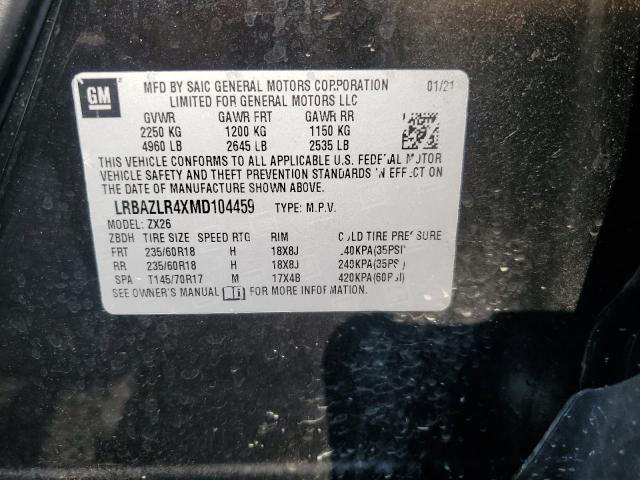 GM
MFD BY SAIC GENERAL MOTORS CORPORATION 01/21
LIMITED FOR GENERAL MOTORS LLC
GVWR GAWR FRT GAWR RR
2250 KG 1200 KG 1150 KG
4960 LB 2645 LB 2535 LB
THIS VEHICLE CONFORMS TO ALL APPLICABLE U.S. FEDERAL MOTOR
VEHICLE SAFETY AND THEFT PREVENTION STANDARDS IN EFFECT ON
THE DATE OF MANUFACTURE SHOWN ABOVE.
LRBAZLR4XMD104459 TYPE: M.P.V.
MODEL: ZX26
ZBDH TIRE SIZE SPEED RTG RIM COLD TIRE PRESSURE
FRT 235/60R18 H 18X8J 240KPA(35PSI)
RR 235/60R18 H 18X8J 240KPA(35PSI)
SPA T145/70R17 M 17X4B 420KPA(60PSI)
SEE OWNER'S MANUAL FOR MORE INFORMATION.